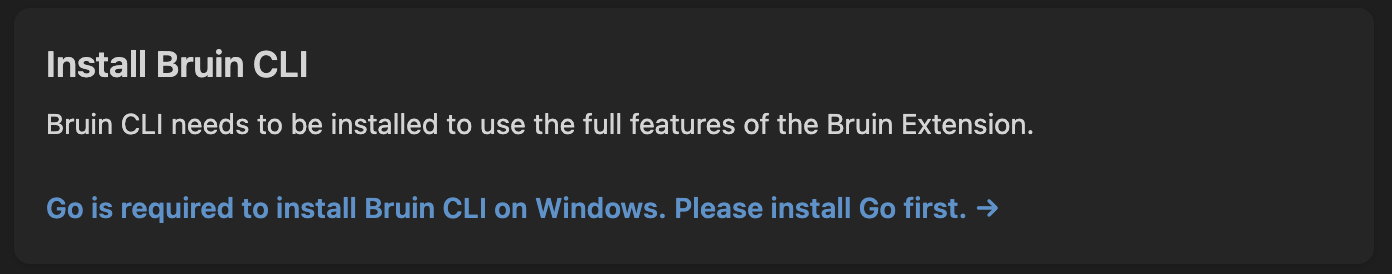 Install Bruin CLI
Bruin CLI needs to be installed to use the full features of the Bruin Extension.
Go is required to install Bruin CLI on Windows. Please install Go first. →